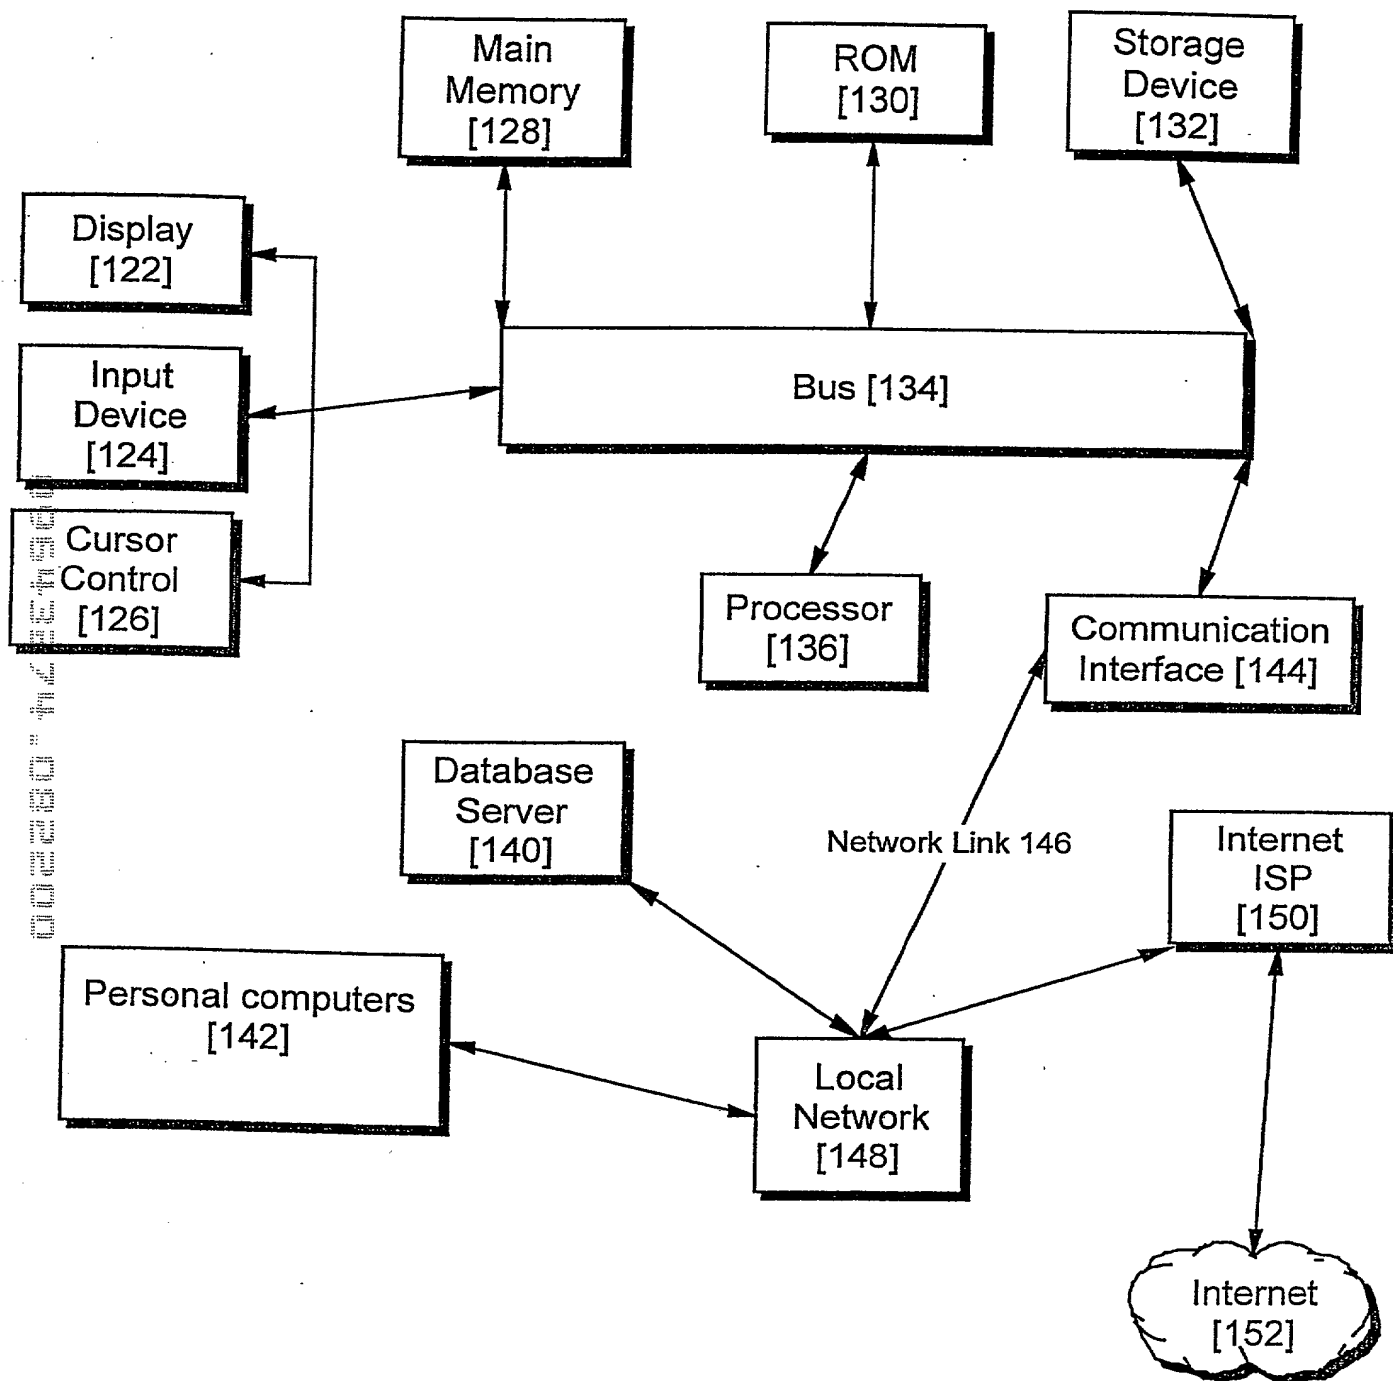 Main
Memory
[128]
ROM
[130]
Storage
Device
[132]
Display
[122]
Input
Device
[124]
Cursor
Control
[126]
Bus [134]
Processor
[136]
Communication
Interface [144]
Database
Server
[140]
Network Link 146
Internet
ISP
[150]
Personal computers
[142]
Local
Network
[148]
Internet
[152]